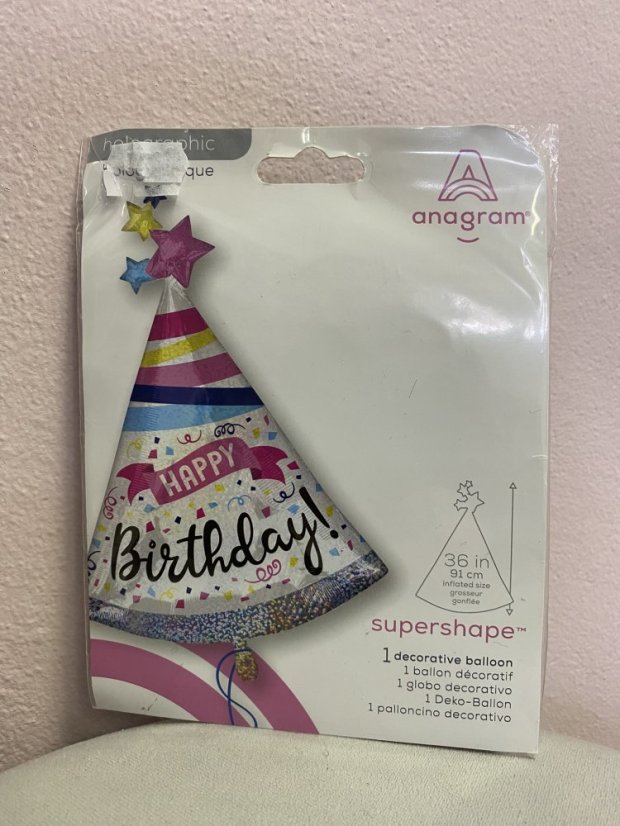 holographic
anagram
HAPPY
Birthday!
36 in
91 cm
inflated size
grosseur
gonflée
supershape™
1 decorative balloon
1 ballon décoratif
1 globo decorativo
1 Deko-Ballon
1 palloncino decorativo